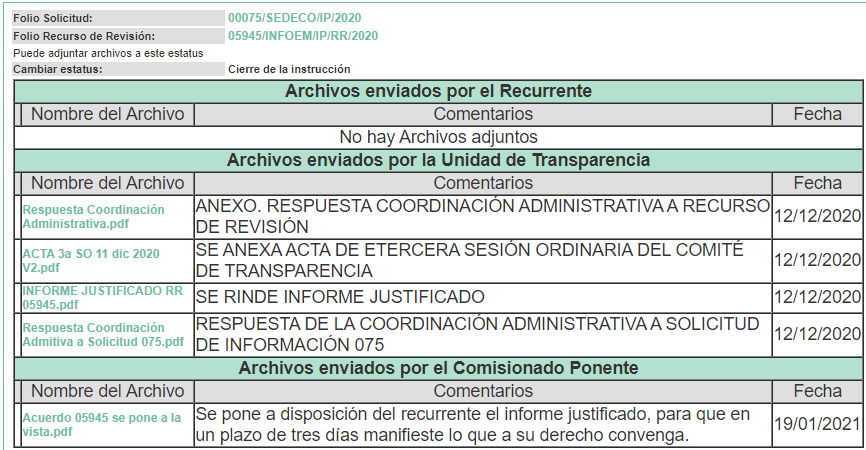 Folio Solicitud: 00075/SEDECO/IP/2020
Folio Recurso de Revisión: 05945/INFOEM/IP/RR/2020
Puede adjuntar archivos a este estatus
Cambiar estatus: Cierre de la instrucción
Archivos enviados por el Recurrente
Nombre del Archivo Comentarios Fecha
No hay Archivos adjuntos
Archivos enviados por la Unidad de Transparencia
Nombre del Archivo Comentarios Fecha
Respuesta Coordinación
Administrativa.pdf
ANEXO. RESPUESTA COORDINACIÓN ADMINISTRATIVA A RECURSO
DE REVISIÓN
12/12/2020
ACTA 3a SO 11 dic 2020
V2.pdf
SE ANEXA ACTA DE ETERCERA SESIÓN ORDINARIA DEL COMITÉ
DE TRANSPARENCIA
12/12/2020
INFORME JUSTIFICADO RR
05945.pdf
SE RINDE INFORME JUSTIFICADO
12/12/2020
Respuesta Coordinación
Admitiva a Solicitud 075.pdf
RESPUESTA DE LA COORDINACIÓN ADMINISTRATIVA A SOLICITUD
DE INFORMACIÓN 075
12/12/2020
Archivos enviados por el Comisionado Ponente
Nombre del Archivo Comentarios Fecha
Acuerdo 05945 se pone a la
vista.pdf
Se pone a disposición del recurrente el informe justificado, para que en
un plazo de tres días manifieste lo que a su derecho convenga.
19/01/2021